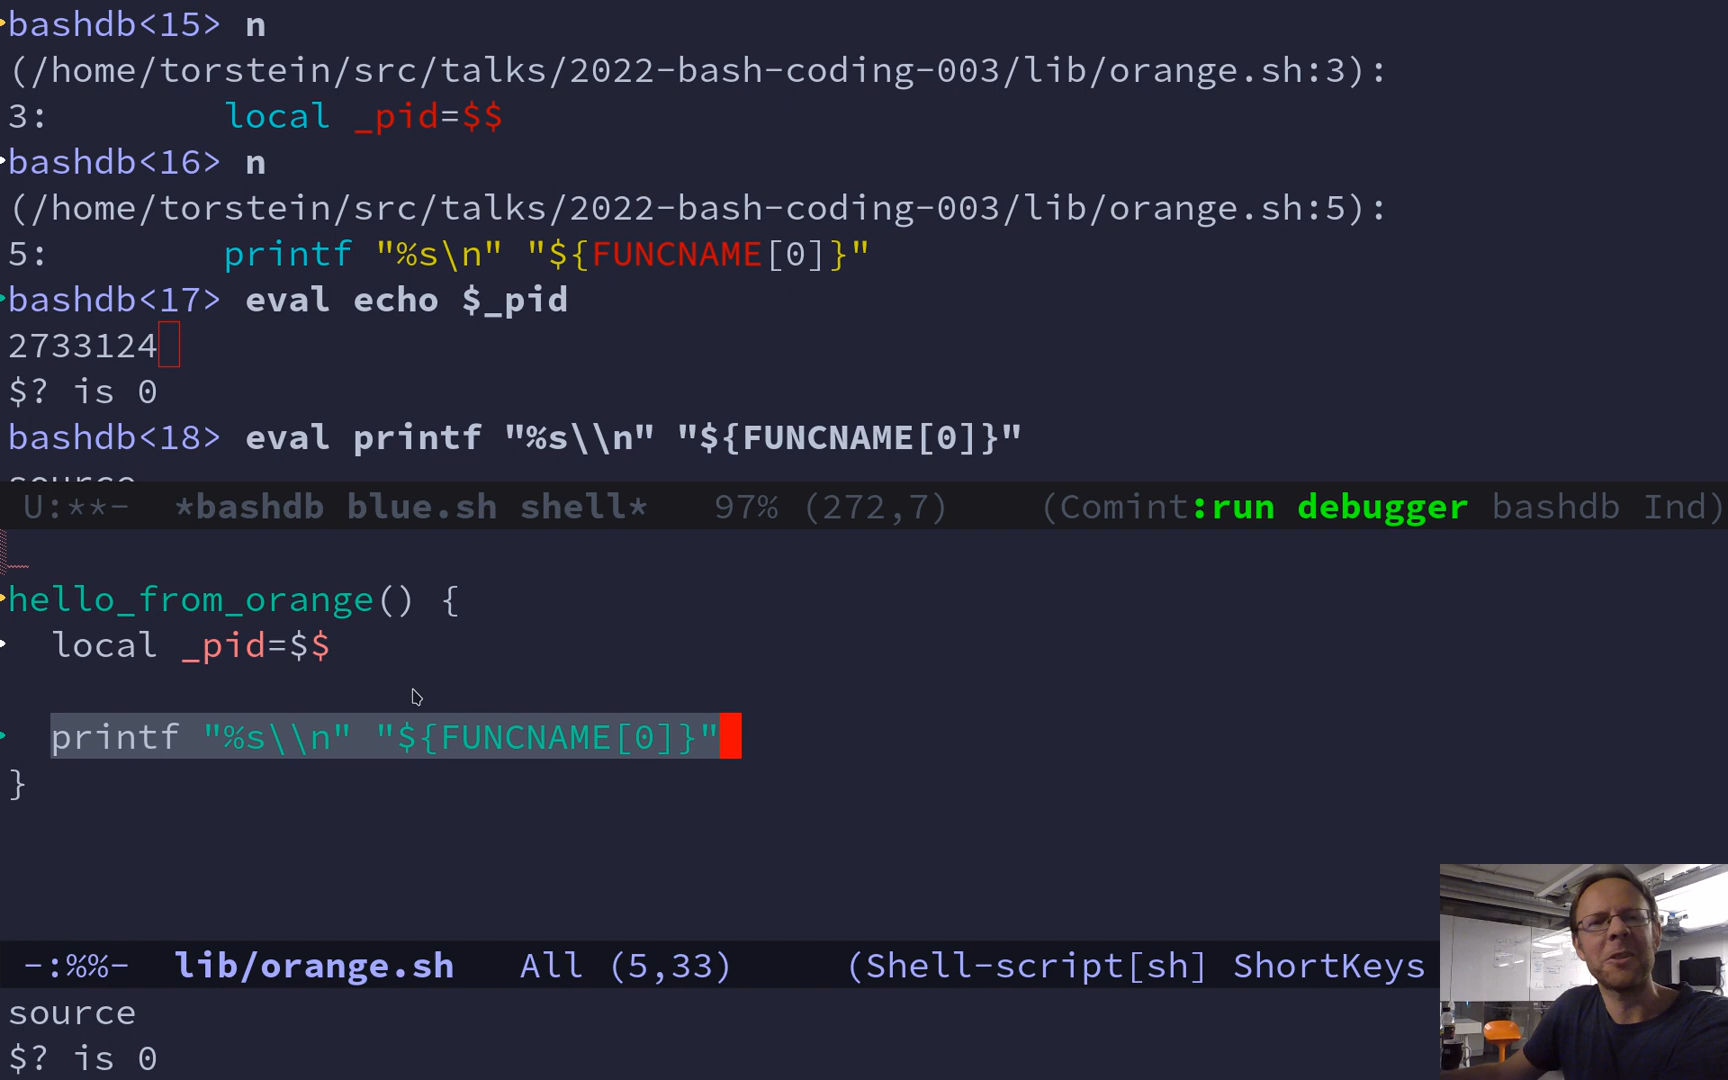 bashdb<15> n
(/home/torstein/src/talks/2022-bash-coding-003/lib/orange.sh:3):
3:        local _pid=$$
bashdb<16> n
(/home/torstein/src/talks/2022-bash-coding-003/lib/orange.sh:5):
5:        printf "%s\n" "${FUNCNAME[0]}"
bashdb<17> eval echo $_pid
2733124
$? is 0
bashdb<18> eval printf "%s\\n" "${FUNCNAME[0]}"
source
U:**-  *bashdb blue.sh shell*   97% (272,7)    (Comint:run debugger bashdb Ind)
hello_from_orange() {
  local _pid=$$
  printf "%s\\n" "${FUNCNAME[0]}"
}
-:%%-  lib/orange.sh   All (5,33)     (Shell-script[sh] ShortKeys
source
$? is 0